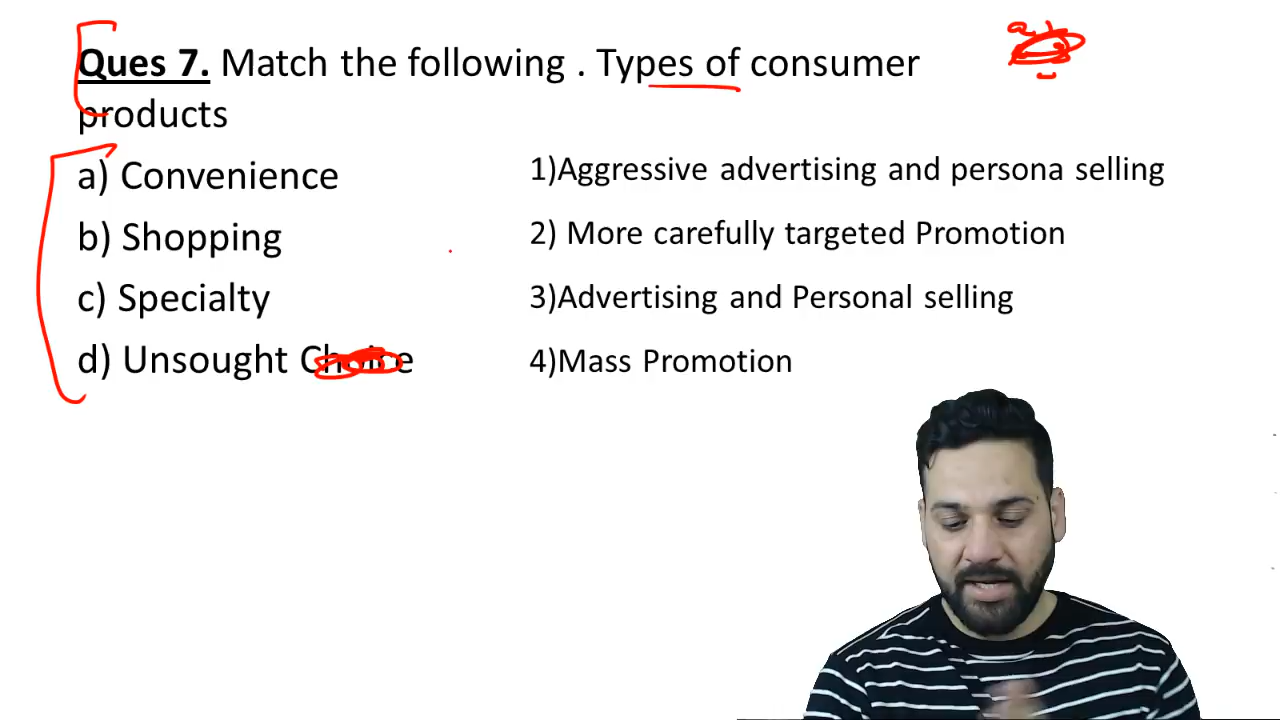 Ques 7. Match the following . Types of consumer
products
a) Convenience
b) Shopping
c) Specialty
d) Unsought Choice
1)Aggressive advertising and persona selling
2) More carefully targeted Promotion
3)Advertising and Personal selling
4)Mass Promotion